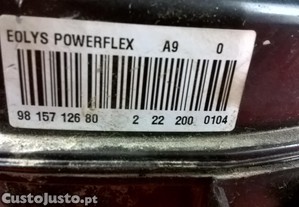 EOLYS POWERFLEX A9 0
98 157 126 80 2 22 200 0104
CustoJusto.pt